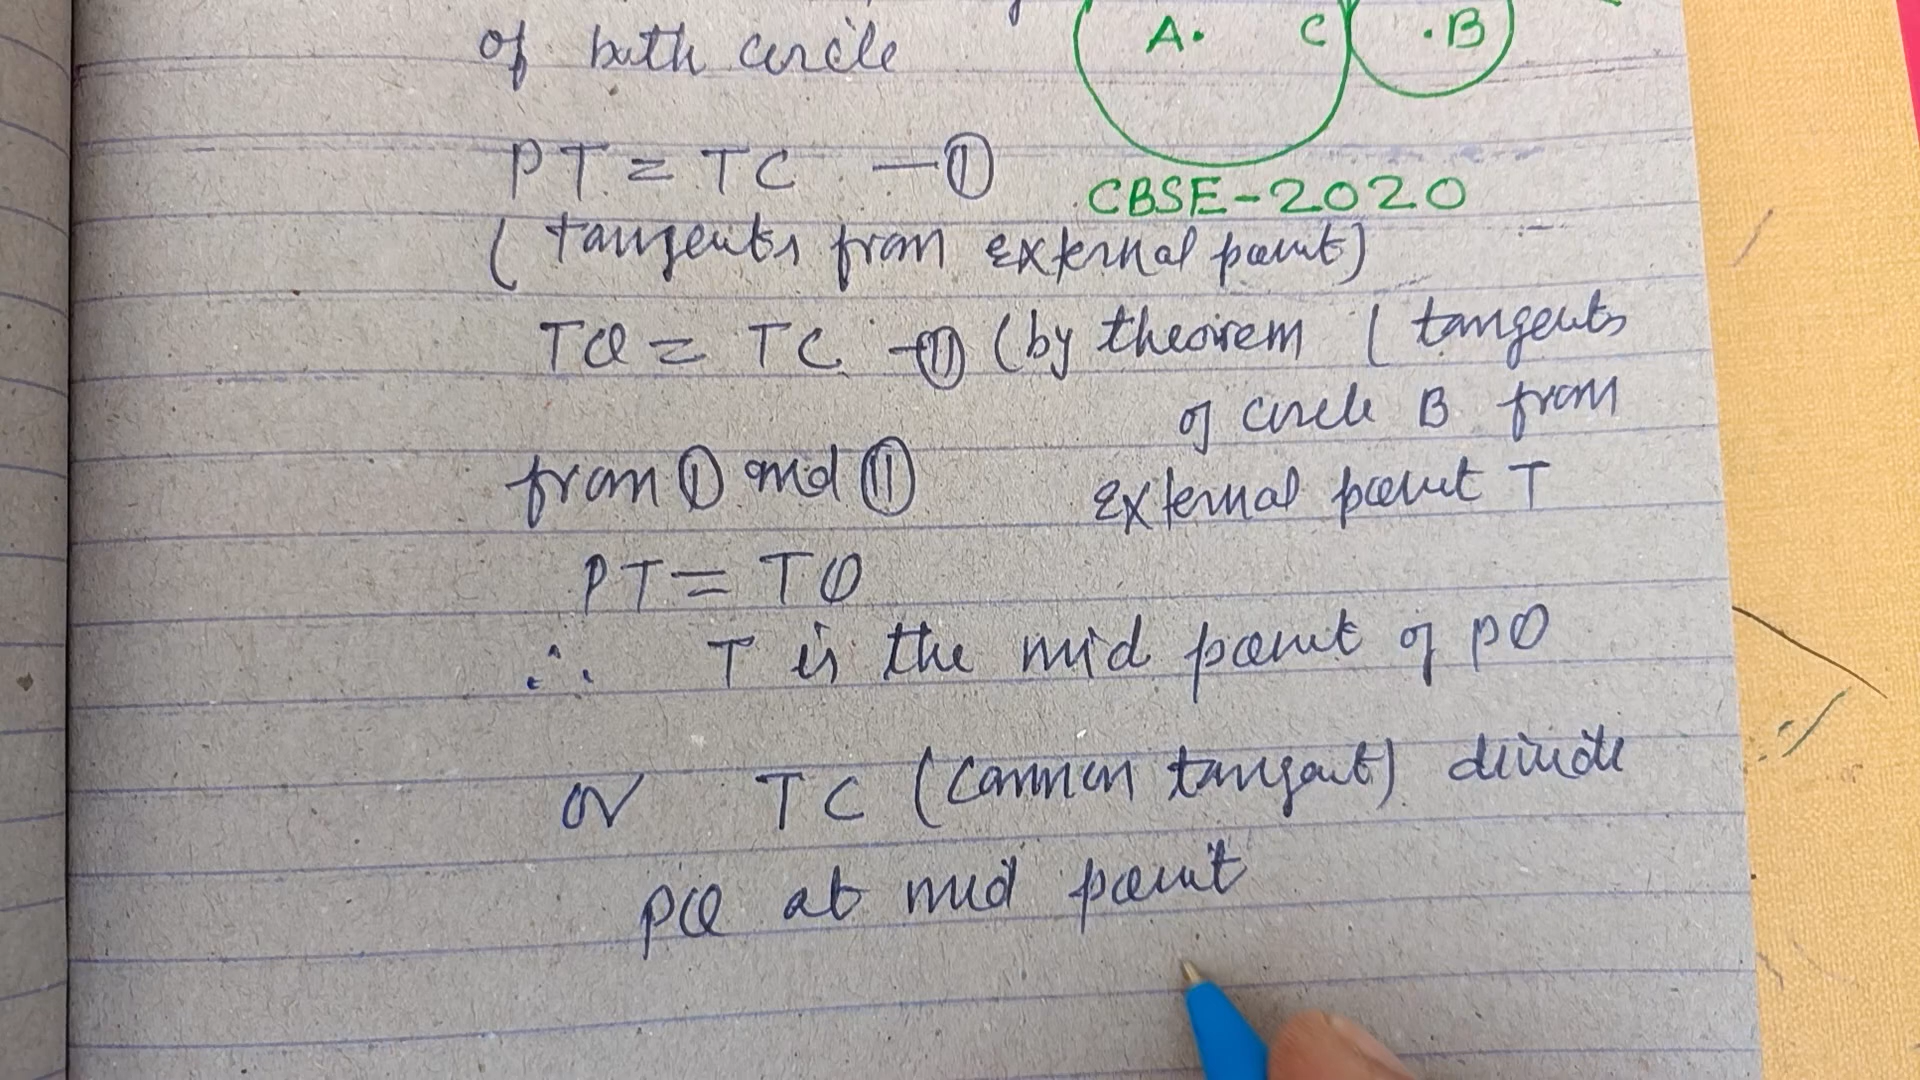 A. C .B
of both circle
PT = TC - ①
CBSE-2020
(tangents from external point)
TQ = TC - ② (by theorem (tangents
of circle B from
external point T
from ① and ②
PT = TQ
∴ T is the mid point of PQ
or TC (common tangent) divide
PQ at mid point